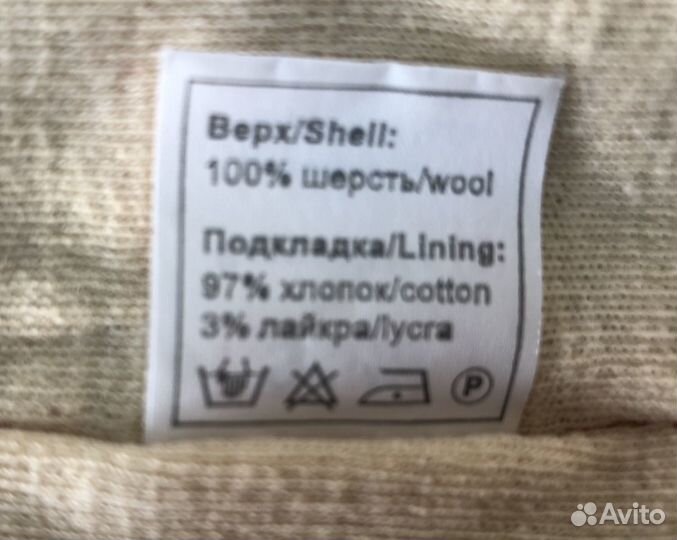 Верх/Shell:
100% шерсть/wool
Подкладка/Lining:
97% хлопок/cotton
3% лайкра/lycra
P
Avito